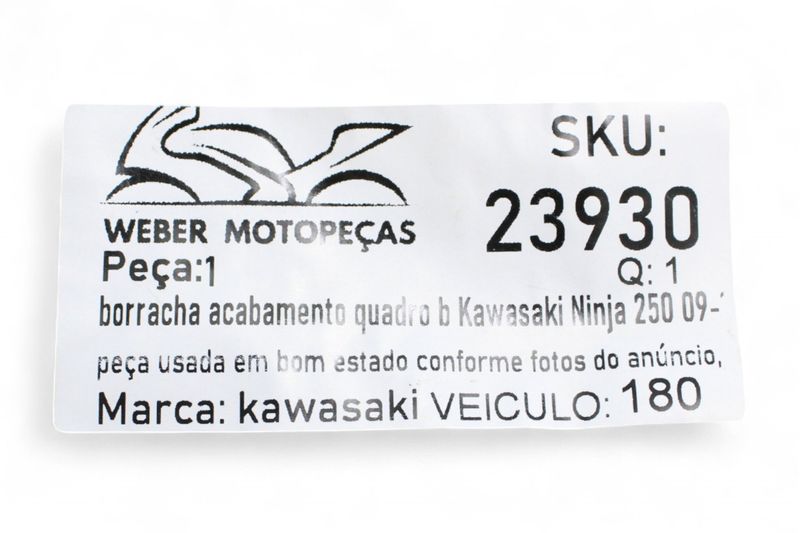 SKU:
23930
WEBER MOTOPEÇAS
Peça:1
Q: 1
borracha acabamento quadro b Kawasaki Ninja 250 09-
peça usada em bom estado conforme fotos do anúncio,
Marca: kawasaki VEICULO: 180